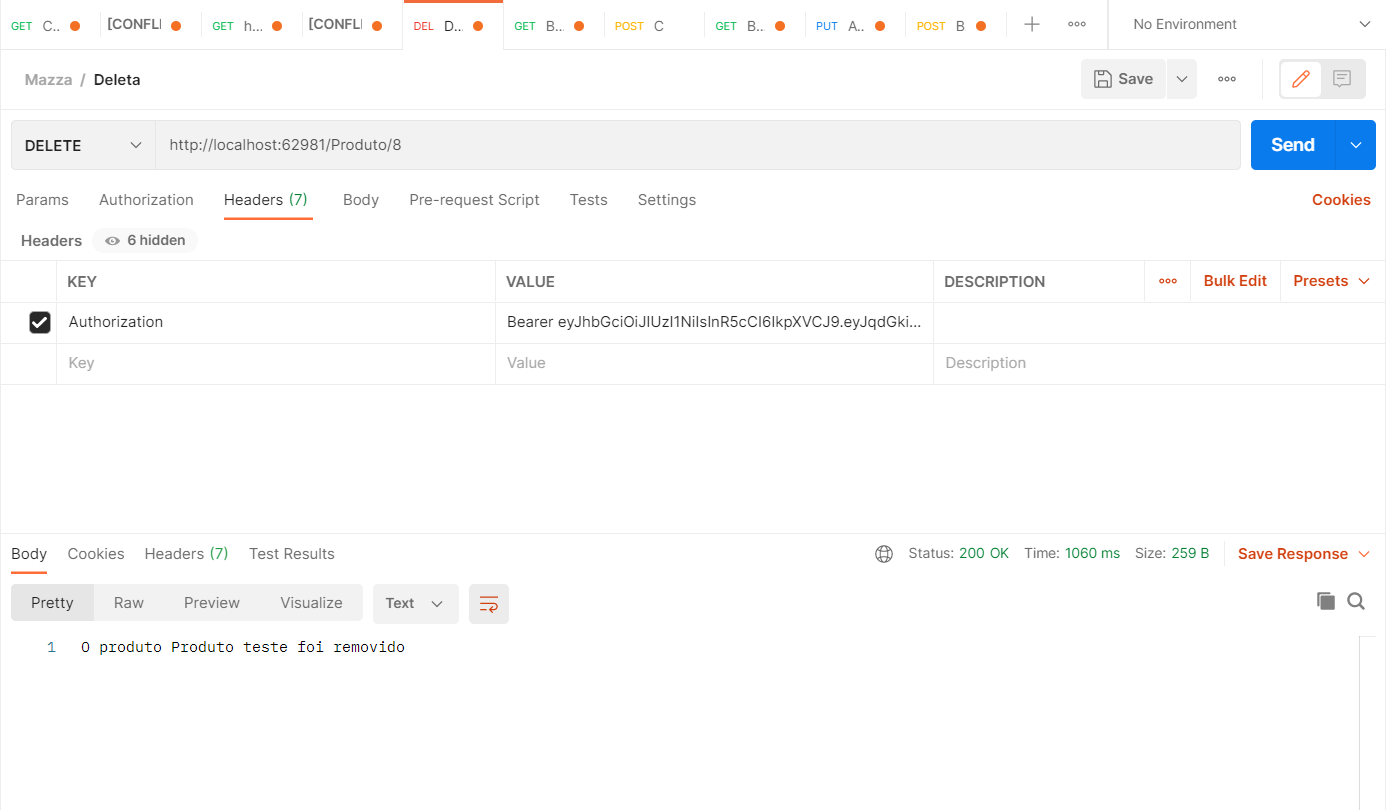 GET C.. [CONFLI GET h... [CONFLI DEL D... GET B... POST C GET B... PUT A.. POST B No Environment
Mazza / Deleta Save
DELETE http://localhost:62981/Produto/8 Send
Params Authorization Headers (7) Body Pre-request Script Tests Settings Cookies
Headers 6 hidden
KEY VALUE DESCRIPTION Bulk Edit Presets
Authorization Bearer eyJhbGciOiJIUzI1NiIsInR5cCI6IkpXVCJ9.eyJqdGki...
Key Value Description
Body Cookies Headers (7) Test Results Status: 200 OK Time: 1060 ms Size: 259 B Save Response
Pretty Raw Preview Visualize Text
1 O produto Produto teste foi removido